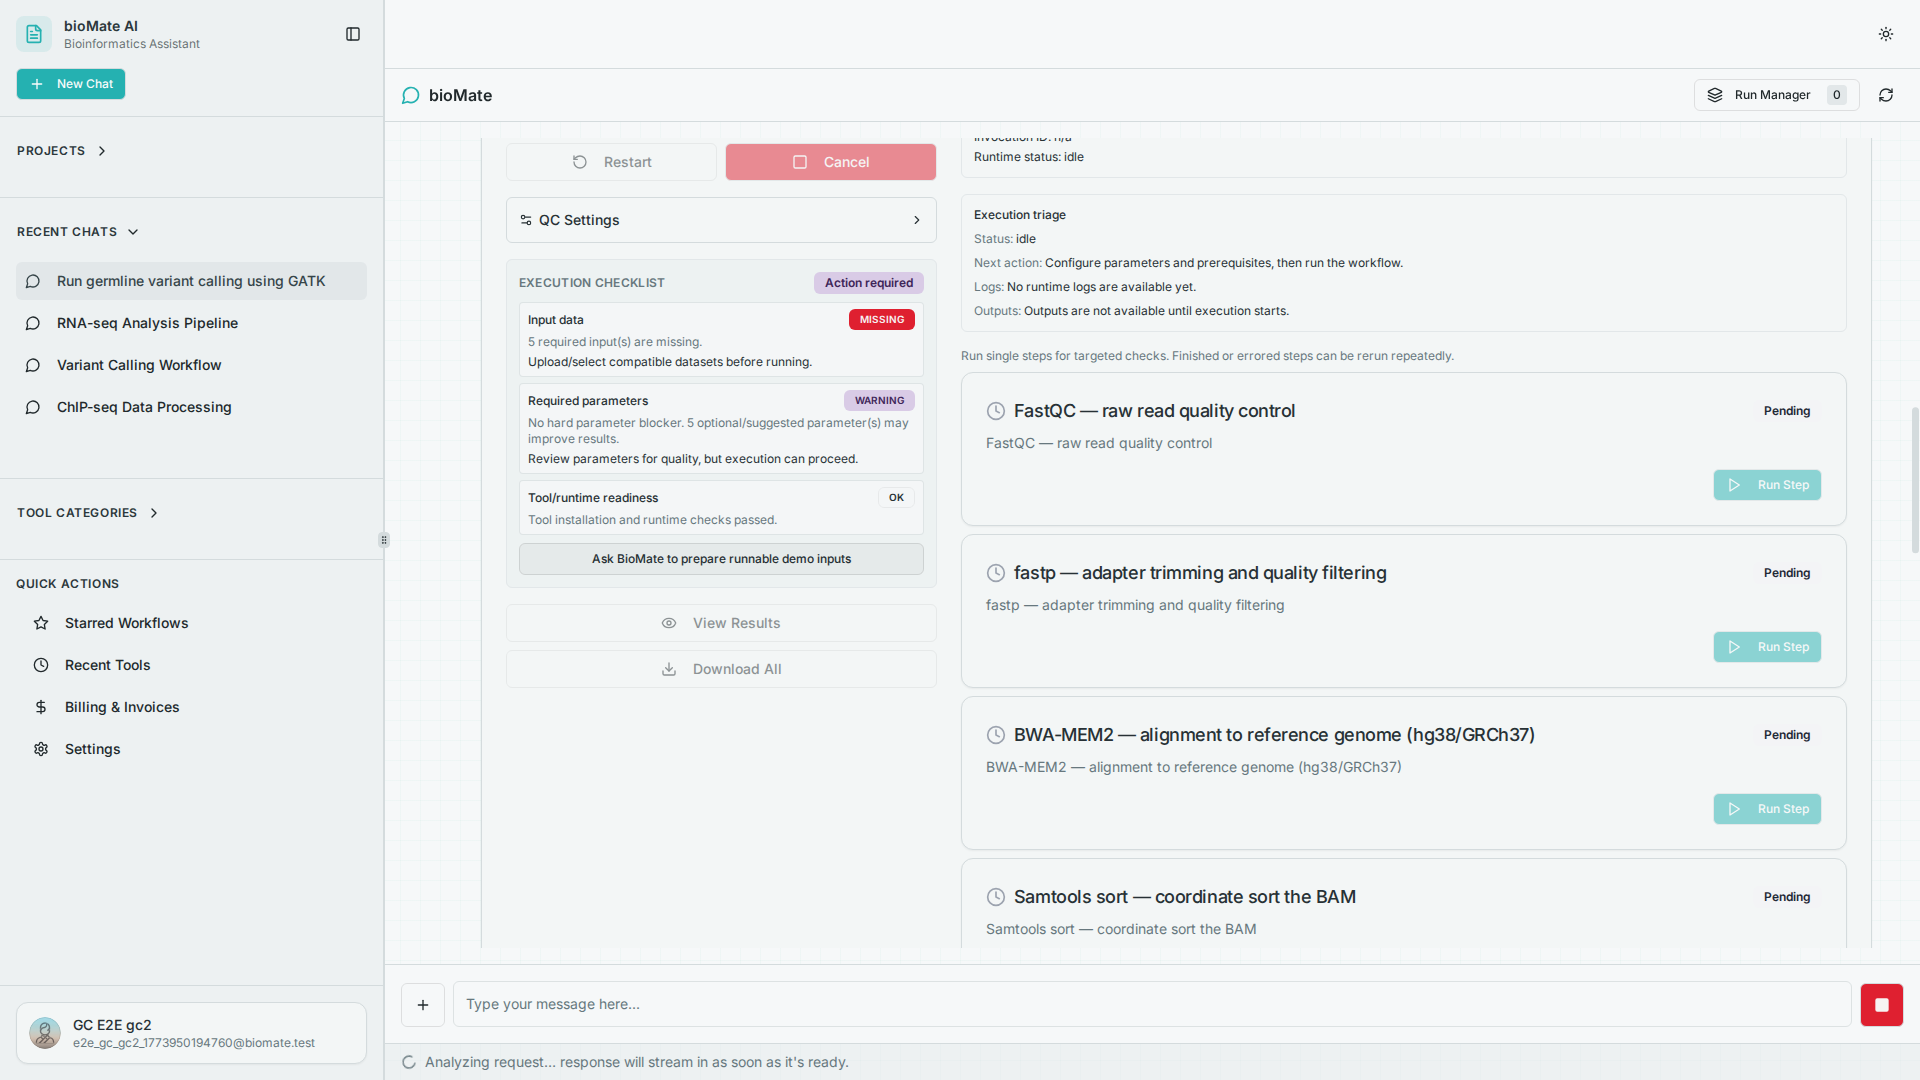 bioMate AI
Bioinformatics Assistant
New Chat
PROJECTS
RECENT CHATS
Run germline variant calling using GATK
RNA-seq Analysis Pipeline
Variant Calling Workflow
ChIP-seq Data Processing
TOOL CATEGORIES
QUICK ACTIONS
Starred Workflows
Recent Tools
Billing & Invoices
Settings
GC E2E gc2
e2e_gc_gc2_1773950194760@biomate.test
bioMate
Run Manager 0
Restart
Cancel
QC Settings
EXECUTION CHECKLIST
Action required
Input data
MISSING
5 required input(s) are missing.
Upload/select compatible datasets before running.
Required parameters
WARNING
No hard parameter blocker. 5 optional/suggested parameter(s) may
improve results.
Review parameters for quality, but execution can proceed.
Tool/runtime readiness
OK
Tool installation and runtime checks passed.
Ask BioMate to prepare runnable demo inputs
View Results
Download All
Invocation ID: n/a
Runtime status: idle
Execution triage
Status: idle
Next action: Configure parameters and prerequisites, then run the workflow.
Logs: No runtime logs are available yet.
Outputs: Outputs are not available until execution starts.
Run single steps for targeted checks. Finished or errored steps can be rerun repeatedly.
FastQC — raw read quality control
Pending
FastQC — raw read quality control
Run Step
fastp — adapter trimming and quality filtering
Pending
fastp — adapter trimming and quality filtering
Run Step
BWA-MEM2 — alignment to reference genome (hg38/GRCh37)
Pending
BWA-MEM2 — alignment to reference genome (hg38/GRCh37)
Run Step
Samtools sort — coordinate sort the BAM
Pending
Samtools sort — coordinate sort the BAM
Type your message here...
Analyzing request... response will stream in as soon as it's ready.